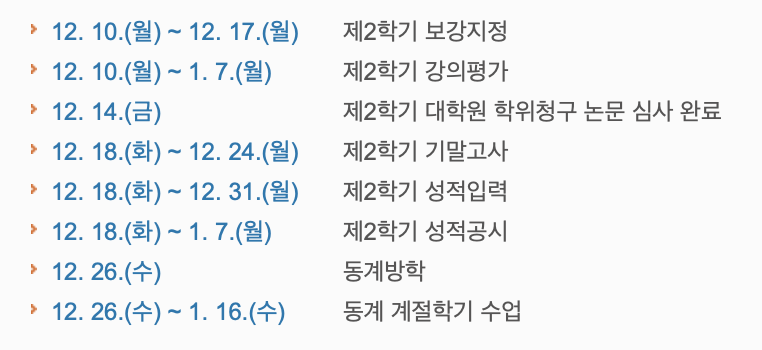 12. 10.(월) ~ 12. 17.(월) 제2학기 보강지정
12. 10.(월) ~ 1. 7.(월) 제2학기 강의평가
12. 14.(금) 제2학기 대학원 학위청구 논문 심사 완료
12. 18.(화) ~ 12. 24.(월) 제2학기 기말고사
12. 18.(화) ~ 12. 31.(월) 제2학기 성적입력
12. 18.(화) ~ 1. 7.(월) 제2학기 성적공시
12. 26.(수) 동계방학
12. 26.(수) ~ 1. 16.(수) 동계 계절학기 수업